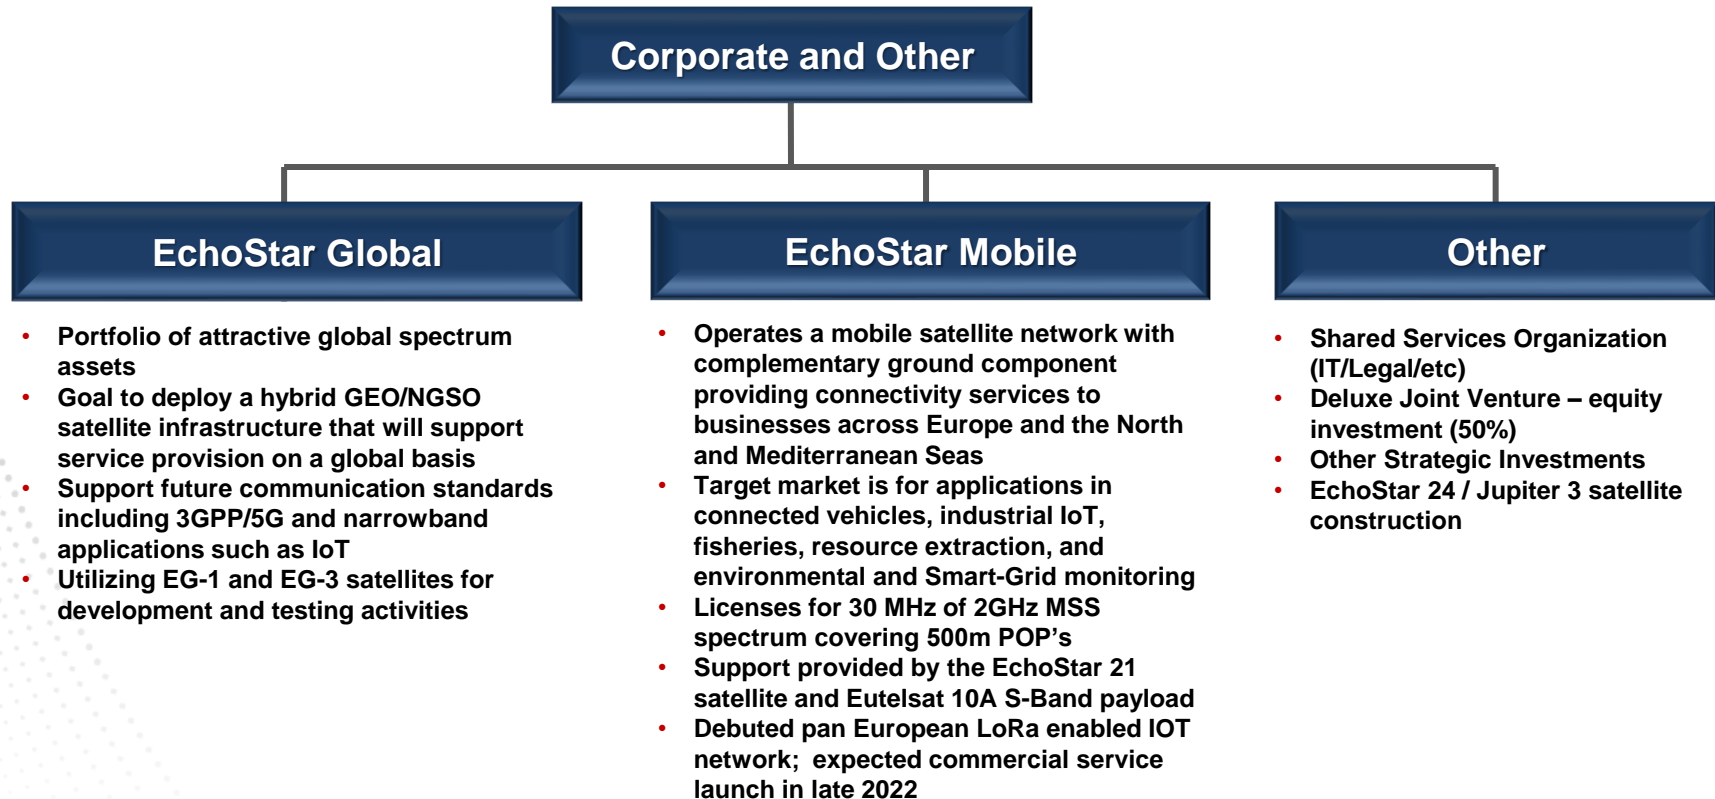 Corporate and Other
EchoStar Global
• Portfolio of attractive global spectrum
assets
• Goal to deploy a hybrid GEO/NGSO
satellite infrastructure that will support
service provision on a global basis
• Support future communication standards
including 3GPP/5G and narrowband
applications such as IoT
• Utilizing EG-1 and EG-3 satellites for
development and testing activities
EchoStar Mobile
• Operates a mobile satellite network with
complementary ground component
providing connectivity services to
businesses across Europe and the North
and Mediterranean Seas
• Target market is for applications in
connected vehicles, industrial IoT,
fisheries, resource extraction, and
environmental and Smart-Grid monitoring
• Licenses for 30 MHz of 2GHz MSS
spectrum covering 500m POP’s
• Support provided by the EchoStar 21
satellite and Eutelsat 10A S-Band payload
• Debuted pan European LoRa enabled IOT
network;  expected commercial service
launch in late 2022
Other
• Shared Services Organization
(IT/Legal/etc)
• Deluxe Joint Venture – equity
investment (50%)
• Other Strategic Investments
• EchoStar 24 / Jupiter 3 satellite
construction